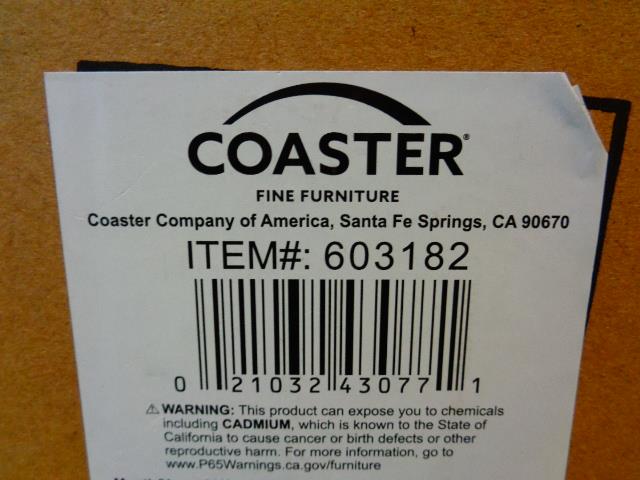 COASTER®
FINE FURNITURE
Coaster Company of America, Santa Fe Springs, CA 90670
ITEM#: 603182
0 21032 43077 1
⚠WARNING: This product can expose you to chemicals
including CADMIUM, which is known to the State of
California to cause cancer or birth defects or other
reproductive harm. For more information, go to
www.P65Warnings.ca.gov/furniture